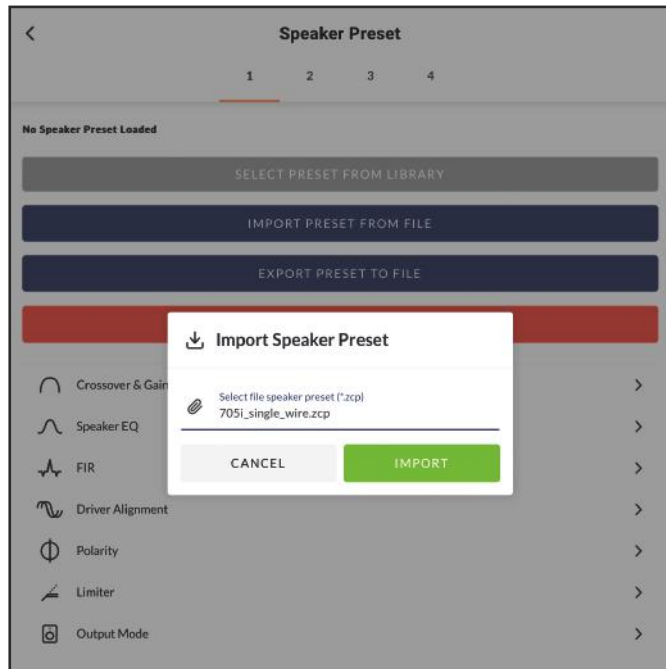 Speaker Preset
1 2 3 4
No Speaker Preset Loaded
SELECT PRESET FROM LIBRARY
IMPORT PRESET FROM FILE
EXPORT PRESET TO FILE
Import Speaker Preset
Select file speaker preset (*.zcp)
705i_single_wire.zcp
CANCEL IMPORT
Crossover & Gain
Speaker EQ
FIR
Driver Alignment
Polarity
Limiter
Output Mode